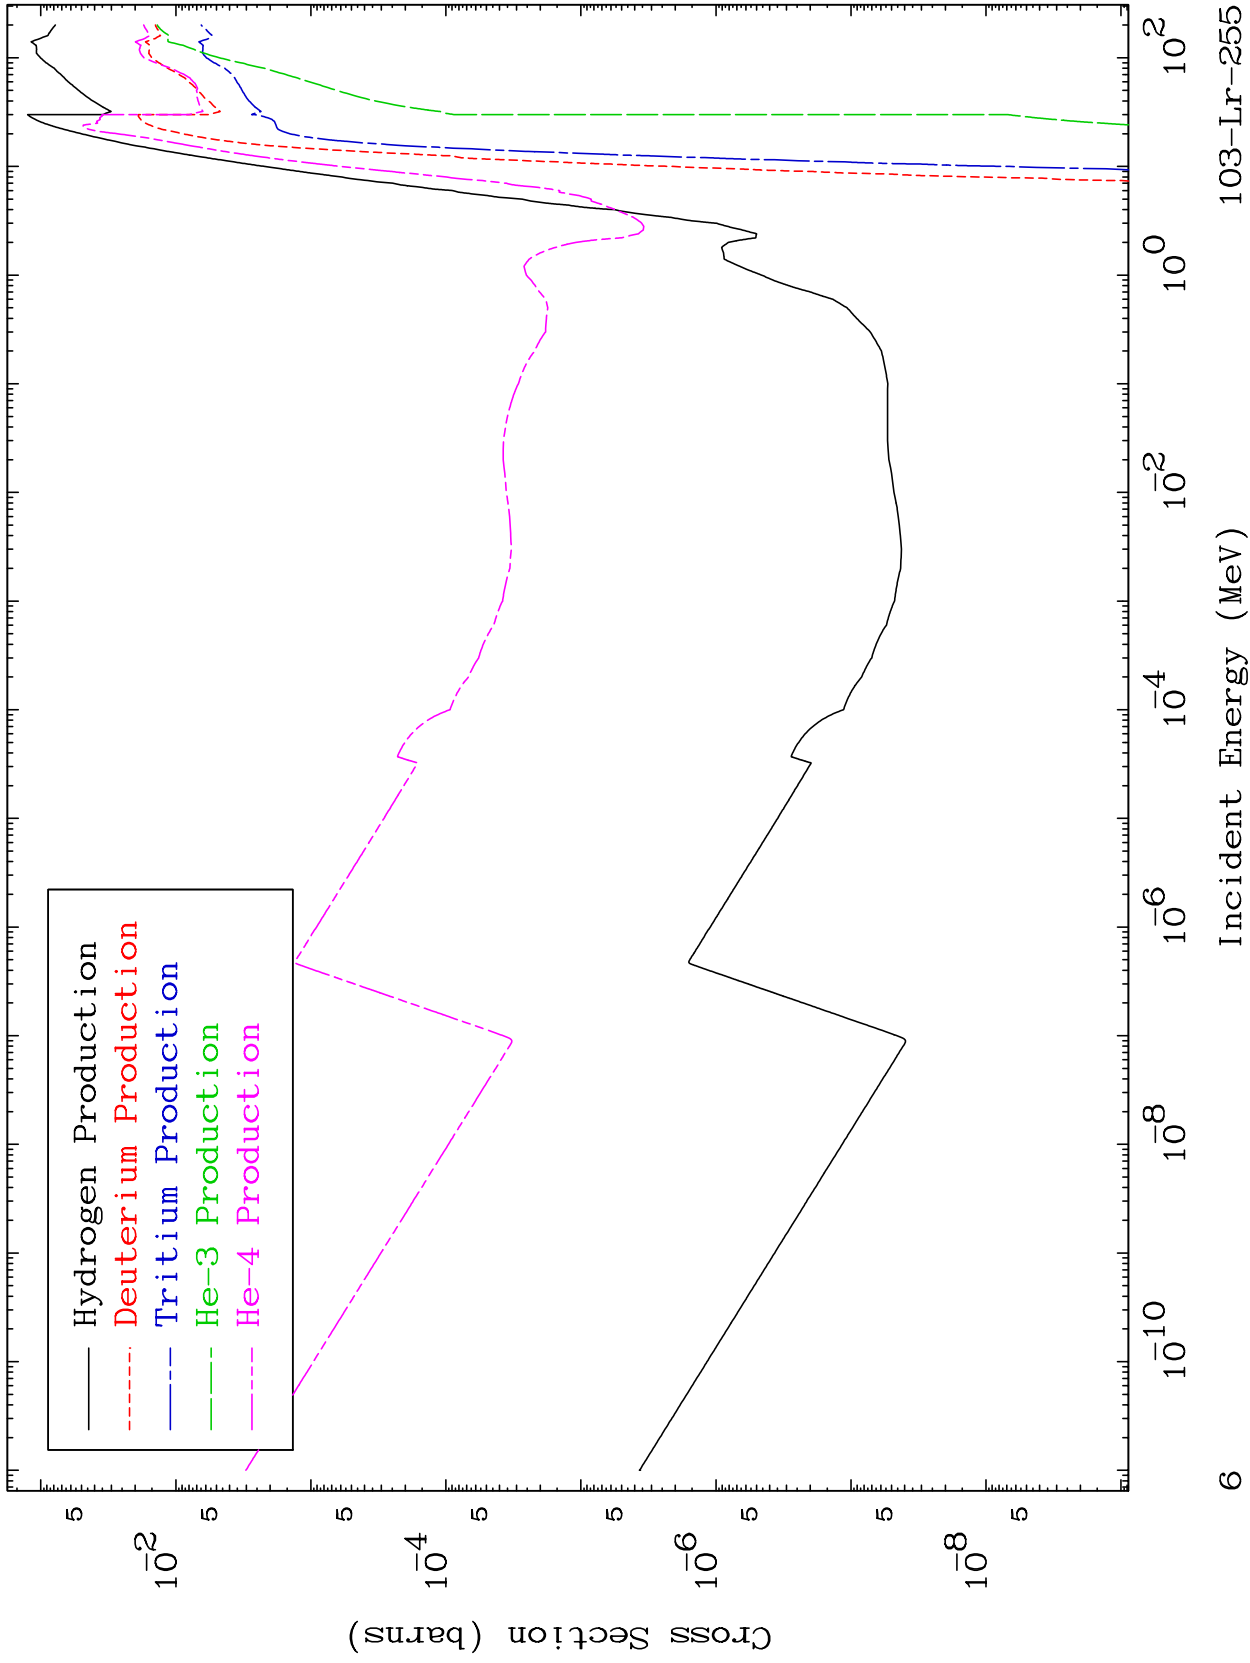 Hydrogen Production
Deuterium Production
Tritium Production
He-3 Production
He-4 Production
Cross Section (barns)
5
10^-2
5
5
10^-4
5
5
10^-6
5
5
10^-8
5
10^-10
10^-8
10^-6
10^-4
10^-2
10^0
10^2
Incident Energy (MeV)
6
103-Lr-255